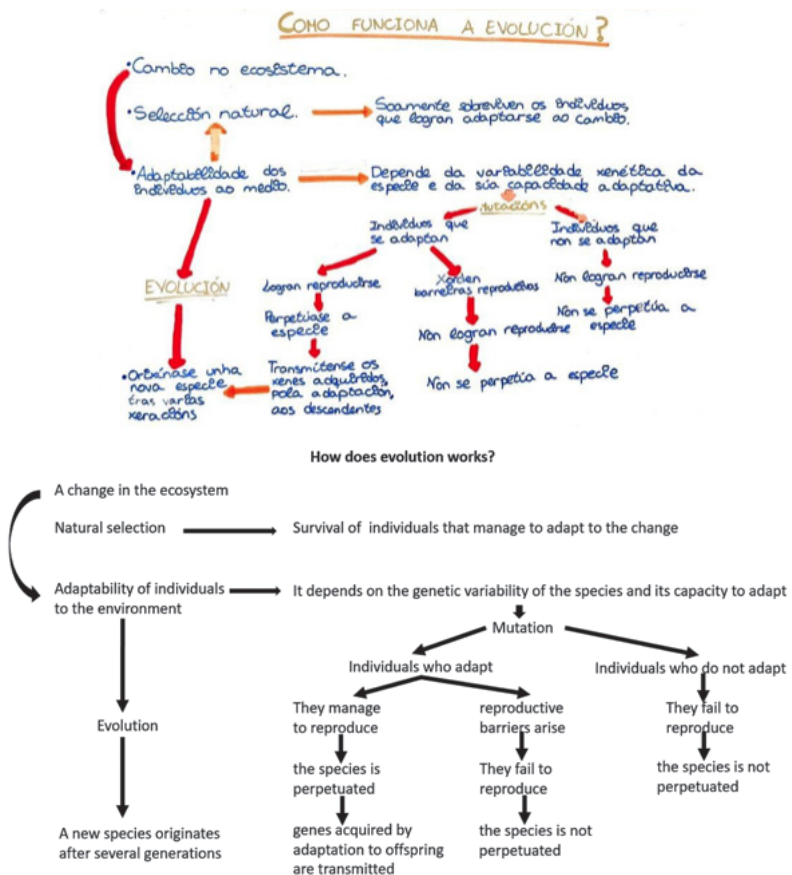 COMO FUNCIONA A EVOLUCIÓN?
•Cambio no ecosistema.
•Selección natural.
Soamente sobreviven os individuos,
que logran adaptarse ao cambio.
•Adaptabilidade dos
individuos ao medio.
Depende da variabilidade xenética da
especie e da súa capacidade adaptativa.
mutacións
Individuos que
se adaptan
Individuos que
non se adaptan
EVOLUCIÓN
Logran reproducirse
Xorden
barreiras reprodutivas
Non logran reproducirse
Perpetúase a
especie
Non logran reproducirse
Non se perpetúa a
especie
•Orixínase unha
nova especie
tras varias
xeracións
Transmítense os
xenes adquiridos,
pola adaptación,
aos descendentes
Non se perpetúa a especie
How does evolution works?
A change in the ecosystem
Natural selection
Survival of individuals that manage to adapt to the change
Adaptability of individuals
to the environment
It depends on the genetic variability of the species and its capacity to adapt
Mutation
Individuals who adapt
Individuals who do not adapt
They manage
to reproduce
reproductive
barriers arise
They fail to
reproduce
Evolution
the species is
perpetuated
They fail to
reproduce
the species is not
perpetuated
A new species originates
after several generations
genes acquired by
adaptation to offspring
are transmitted
the species is not
perpetuated